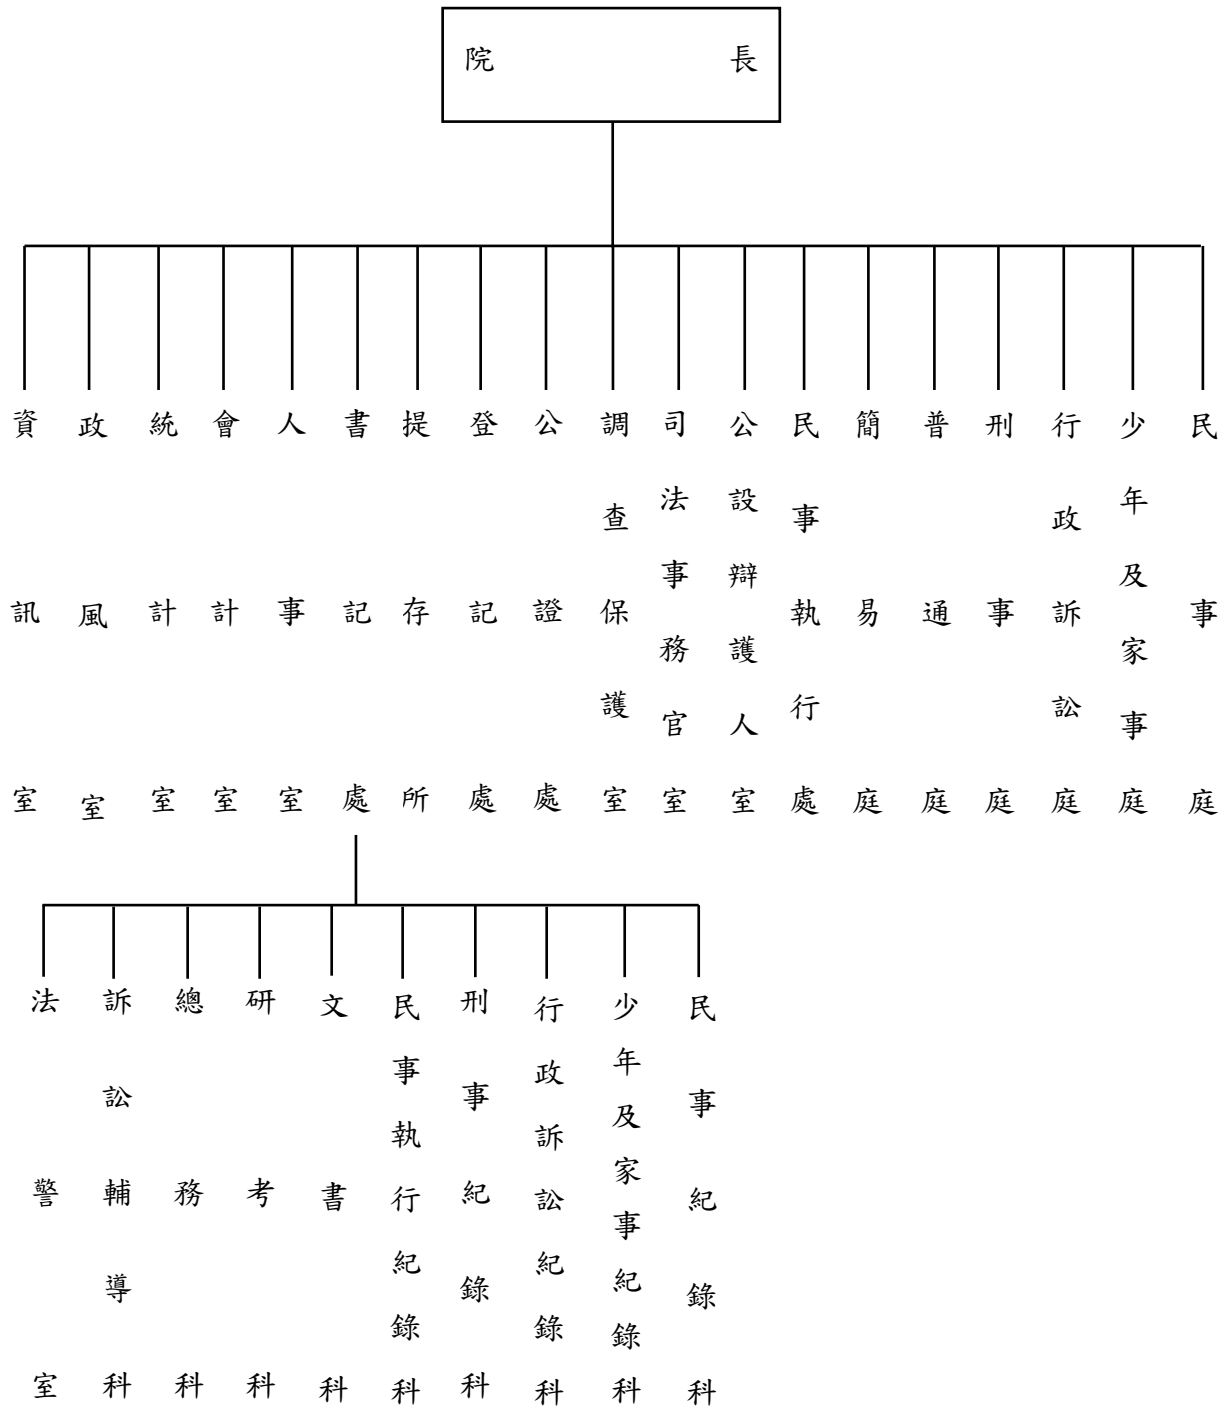 院長
民事庭
少年及家事庭
行政訴訟庭
刑事庭
普通庭
簡易庭
民事執行處
公設辯護人室
司法事務官室
調查保護室
公證處
登記處
提存所
書記處
人事室
會計室
統計室
政風室
資訊室
民事紀錄科
少年及家事紀錄科
行政訴訟紀錄科
刑事紀錄科
民事執行紀錄科
文書科
研考科
總務科
訴訟輔導科
法警室